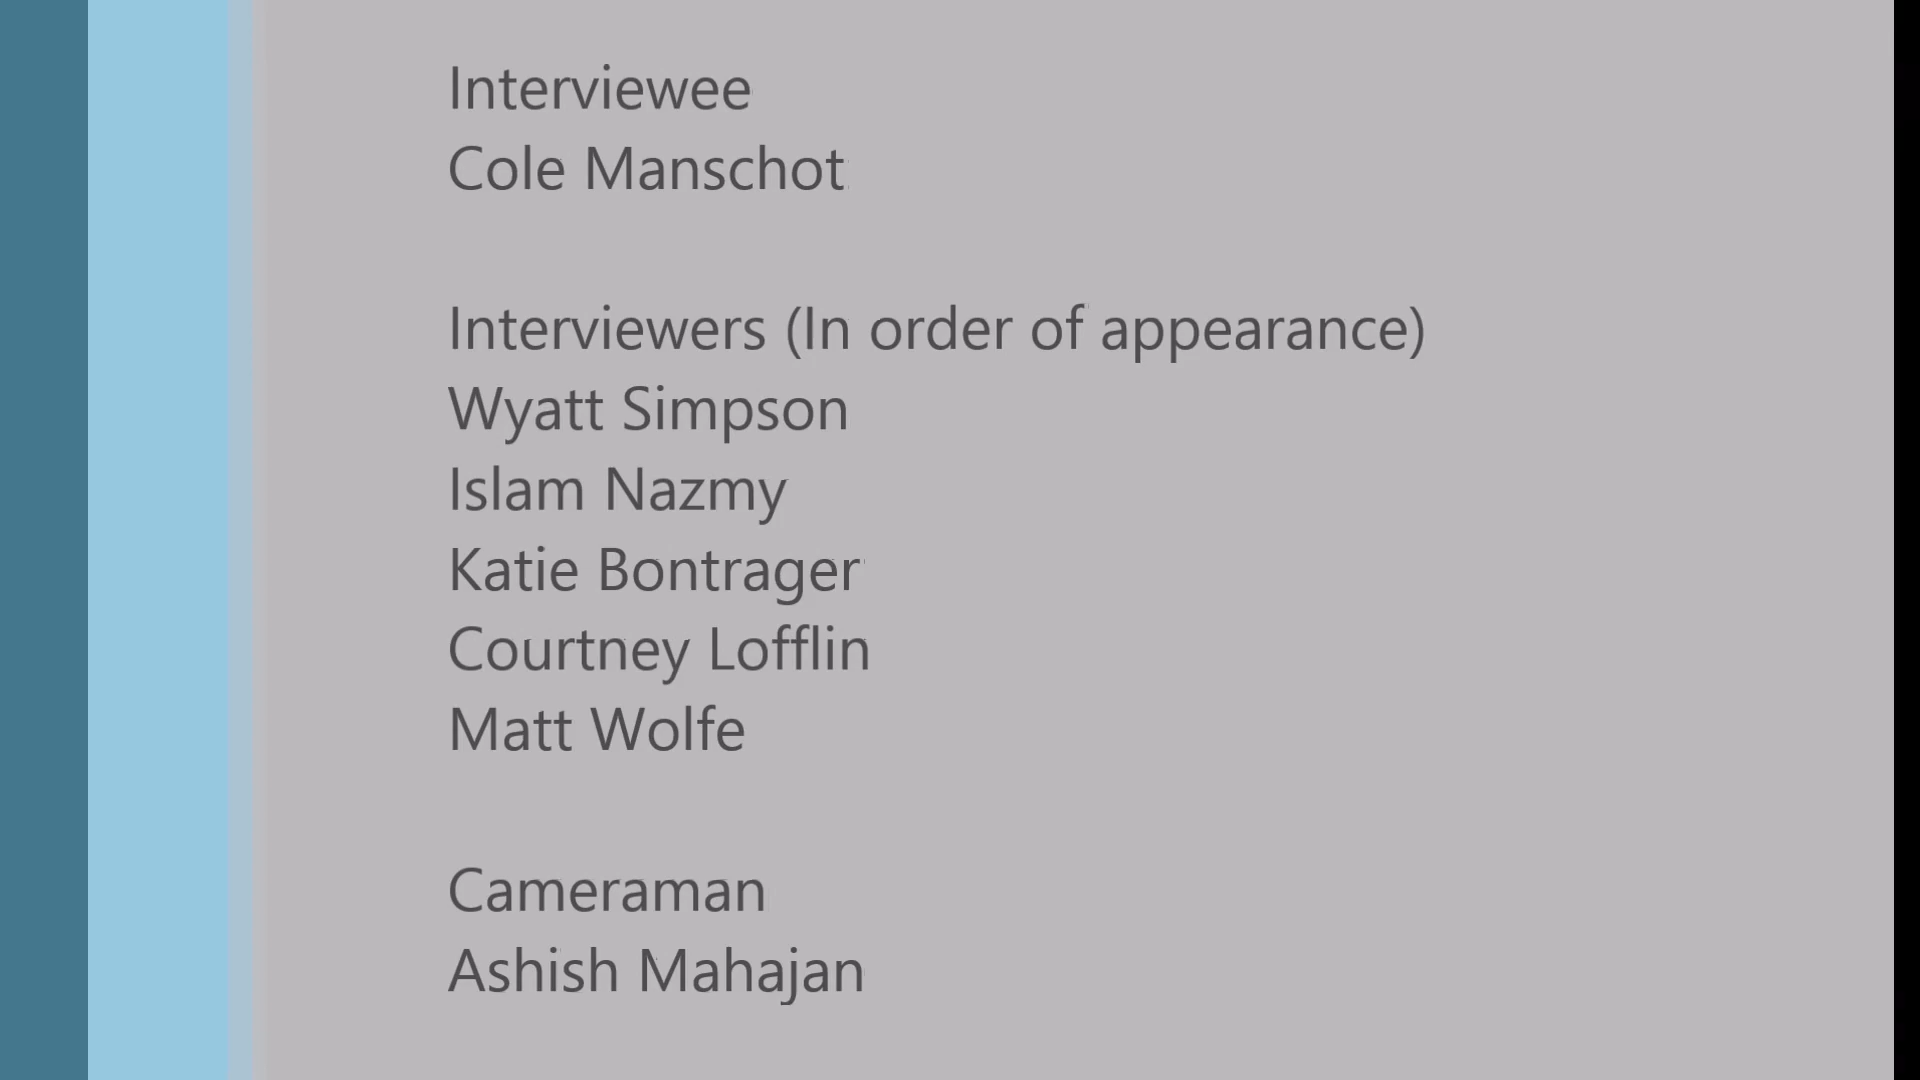 Interviewee
Cole Manschot
Interviewers (In order of appearance)
Wyatt Simpson
Islam Nazmy
Katie Bontrager
Courtney Lofflin
Matt Wolfe
Cameraman
Ashish Mahajan